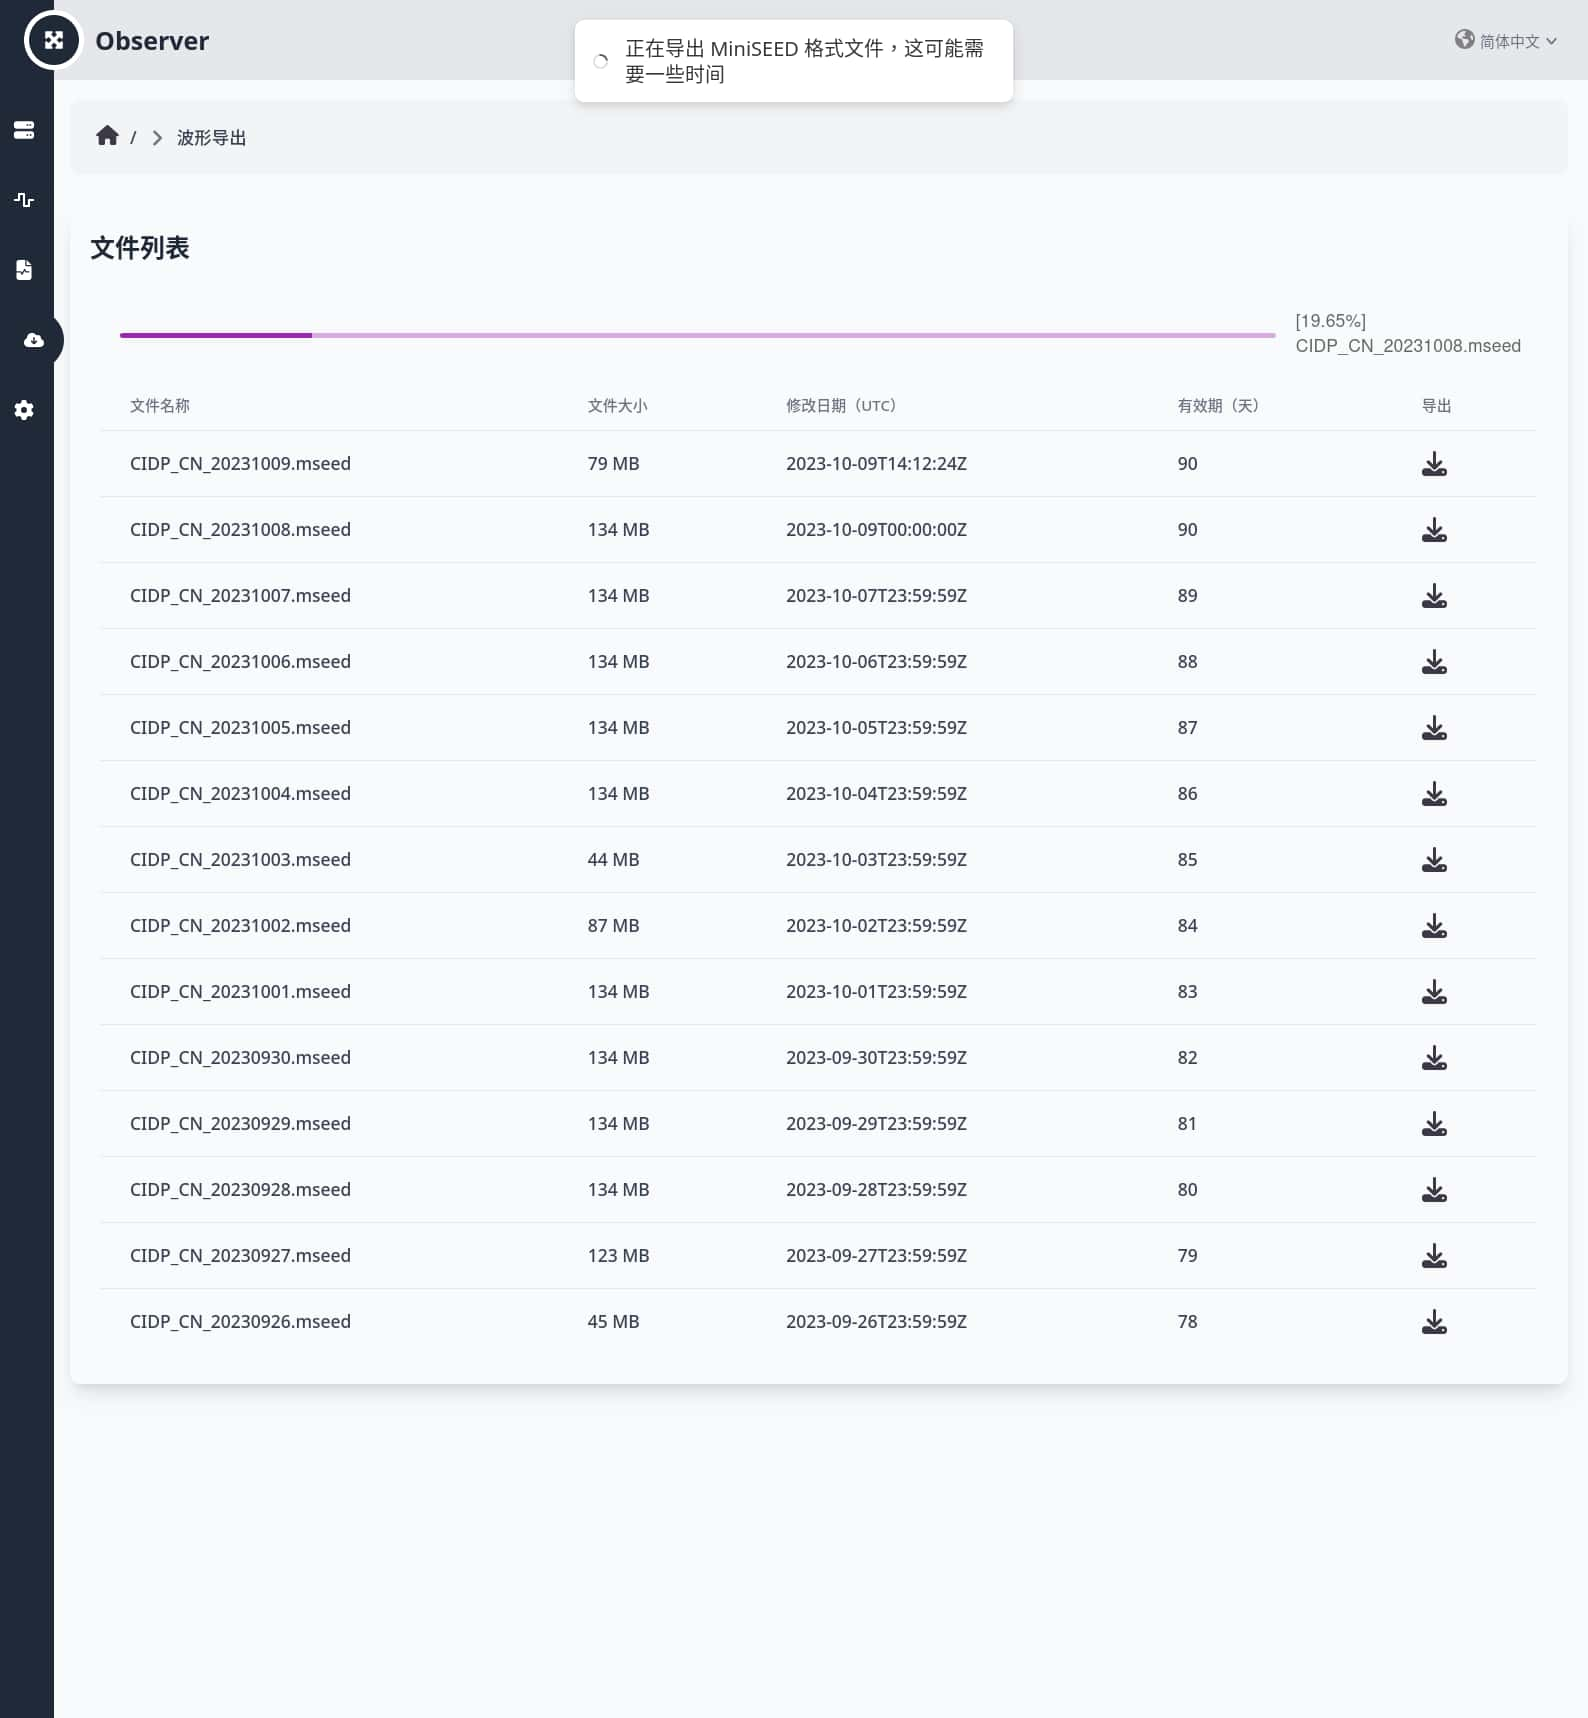 Observer
正在导出 MiniSEED 格式文件，这可能需
要一些时间
简体中文
/ 波形导出
文件列表
[19.65%]
CIDP_CN_20231008.mseed
文件名称 文件大小 修改日期（UTC） 有效期（天） 导出
CIDP_CN_20231009.mseed 79 MB 2023-10-09T14:12:24Z 90
CIDP_CN_20231008.mseed 134 MB 2023-10-09T00:00:00Z 90
CIDP_CN_20231007.mseed 134 MB 2023-10-07T23:59:59Z 89
CIDP_CN_20231006.mseed 134 MB 2023-10-06T23:59:59Z 88
CIDP_CN_20231005.mseed 134 MB 2023-10-05T23:59:59Z 87
CIDP_CN_20231004.mseed 134 MB 2023-10-04T23:59:59Z 86
CIDP_CN_20231003.mseed 44 MB 2023-10-03T23:59:59Z 85
CIDP_CN_20231002.mseed 87 MB 2023-10-02T23:59:59Z 84
CIDP_CN_20231001.mseed 134 MB 2023-10-01T23:59:59Z 83
CIDP_CN_20230930.mseed 134 MB 2023-09-30T23:59:59Z 82
CIDP_CN_20230929.mseed 134 MB 2023-09-29T23:59:59Z 81
CIDP_CN_20230928.mseed 134 MB 2023-09-28T23:59:59Z 80
CIDP_CN_20230927.mseed 123 MB 2023-09-27T23:59:59Z 79
CIDP_CN_20230926.mseed 45 MB 2023-09-26T23:59:59Z 78